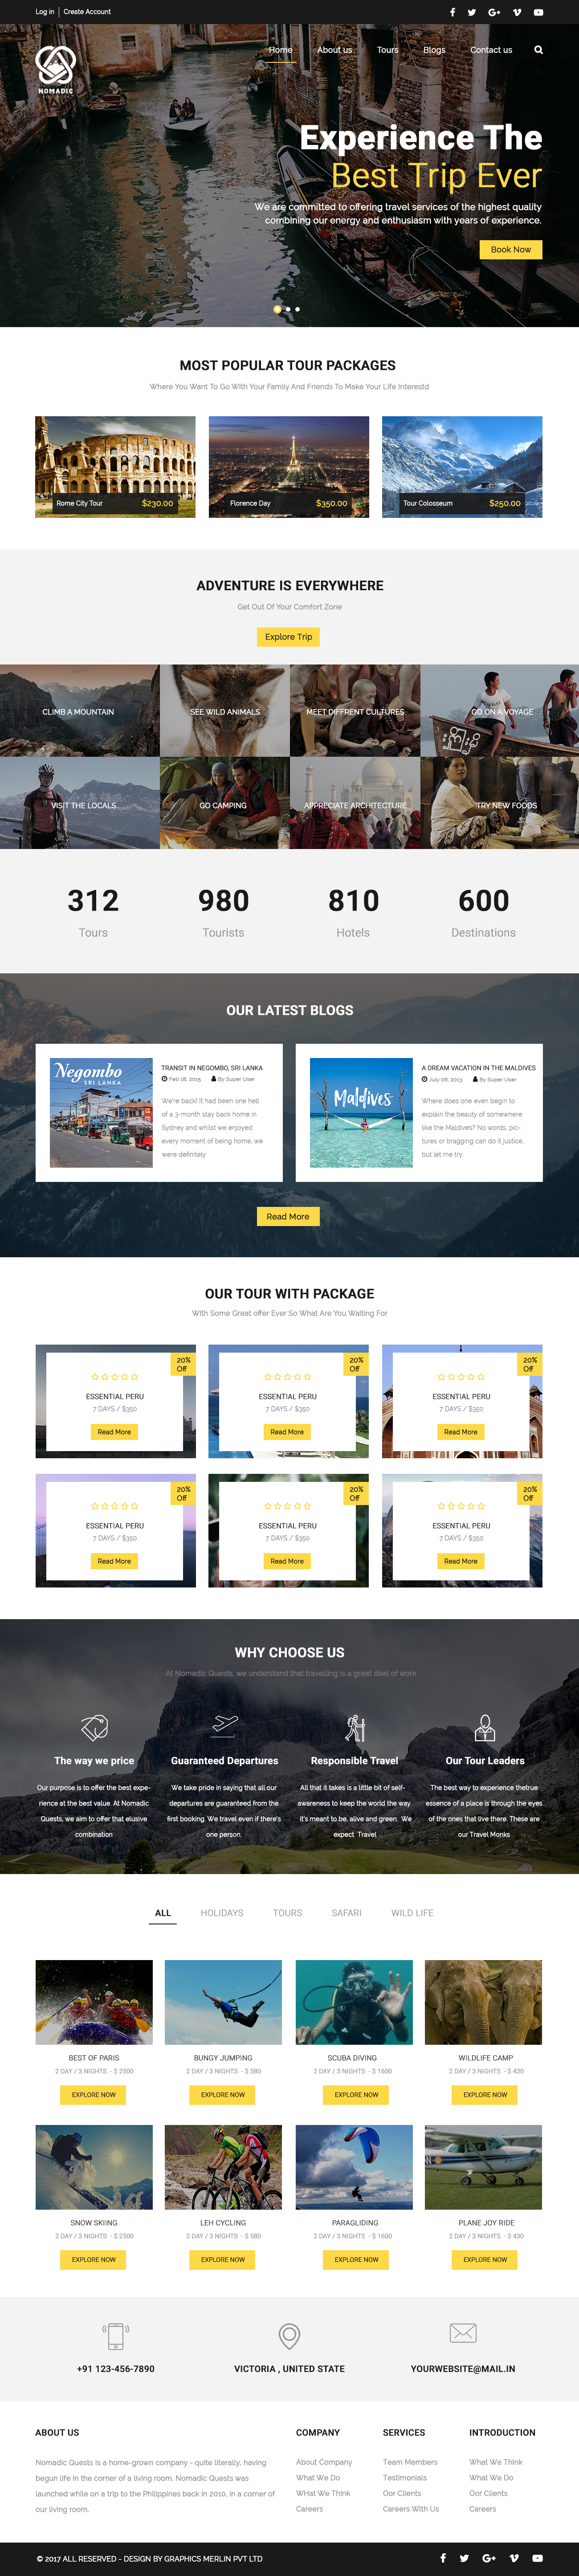 Log in | Create Account
NOMADIC
Home About us Tours Blogs Contact us
Experience The
Best Trip Ever
We are committed to offering travel services of the highest quality
combining our energy and enthusiasm with years of experience.
Book Now
MOST POPULAR TOUR PACKAGES
Where You Want To Go With Your Family And Friends To Make Your Life Interestd
Rome City Tour $230.00
Florence Day $350.00
Tour Colosseum $250.00
ADVENTURE IS EVERYWHERE
Get Out Of Your Comfort Zone
Explore Trip
CLIMB A MOUNTAIN
SEE WILD ANIMALS
MEET DIFFRENT CULTURES
GO ON A VOYAGE
VISIT THE LOCALS
GO CAMPING
APPRECIATE ARCHITECTURE
TRY NEW FOODS
312 980 810 600
Tours Tourists Hotels Destinations
OUR LATEST BLOGS
Negombo
SRI LANKA
TRANSIT IN NEGOMBO, SRI LANKA
Feb 18, 2015 By Super User
We're back! It had been one hell
of a 3-month stay back home in
Sydney and whilst we enjoyed
every moment of being home, we
were definitely
Maldives
A DREAM VACATION IN THE MALDIVES
July 06, 2013 By Super User
Where does one even begin to
explain the beauty of somewhere
like the Maldives? No words, pic-
tures or bragging can do it justice,
but let me try.
Read More
OUR TOUR WITH PACKAGE
With Some Great offer Ever So What Are You Waiting For
20%
Off
ESSENTIAL PERU
7 DAYS / $350
Read More
20%
Off
ESSENTIAL PERU
7 DAYS / $350
Read More
20%
Off
ESSENTIAL PERU
7 DAYS / $350
Read More
20%
Off
ESSENTIAL PERU
7 DAYS / $350
Read More
20%
Off
ESSENTIAL PERU
7 DAYS / $350
Read More
20%
Off
ESSENTIAL PERU
7 DAYS / $350
Read More
WHY CHOOSE US
At Nomadic Quests, we understand that travelling is a great deal of work
The way we price
Our purpose is to offer the best expe-
rience at the best value. At Nomadic
Quests, we aim to offer that elusive
combination
Guaranteed Departures
We take pride in saying that all our
departures are guaranteed from the
first booking. We travel even if there's
one person.
Responsible Travel
All that it takes is a little bit of self-
awareness to keep the world the way
it's meant to be, alive and green. We
expect Travel
Our Tour Leaders
The best way to experience thetrue
essence of a place is through the eyes
of the ones that live there. These are
our Travel Monks
ALL HOLIDAYS TOURS SAFARI WILD LIFE
BEST OF PARIS
2 DAY / 3 NIGHTS - $ 2500
EXPLORE NOW
BUNGY JUMPING
2 DAY / 3 NIGHTS - $ 580
EXPLORE NOW
SCUBA DIVING
2 DAY / 3 NIGHTS - $ 1600
EXPLORE NOW
WILDLIFE CAMP
2 DAY / 3 NIGHTS - $ 430
EXPLORE NOW
SNOW SKIING
2 DAY / 3 NIGHTS - $ 2500
EXPLORE NOW
LEH CYCLING
2 DAY / 3 NIGHTS - $ 580
EXPLORE NOW
PARAGLIDING
2 DAY / 3 NIGHTS - $ 1600
EXPLORE NOW
PLANE JOY RIDE
2 DAY / 3 NIGHTS - $ 430
EXPLORE NOW
+91 123-456-7890
VICTORIA , UNITED STATE
YOURWEBSITE@MAIL.IN
ABOUT US
Nomadic Quests is a home-grown company - quite literally, having
begun life in the corner of a living room. Nomadic Quests was
launched while on a trip to the Philippines back in 2010, in a corner of
our living room.
COMPANY
About Company
What We Do
WHat We Think
Careers
SERVICES
Team Members
Testimonials
Oor Clients
Careers With Us
INTRODUCTION
What We Think
What We Do
Oor Clients
Careers
© 2017 ALL RESERVED - DESIGN BY GRAPHICS MERLIN PVT LTD